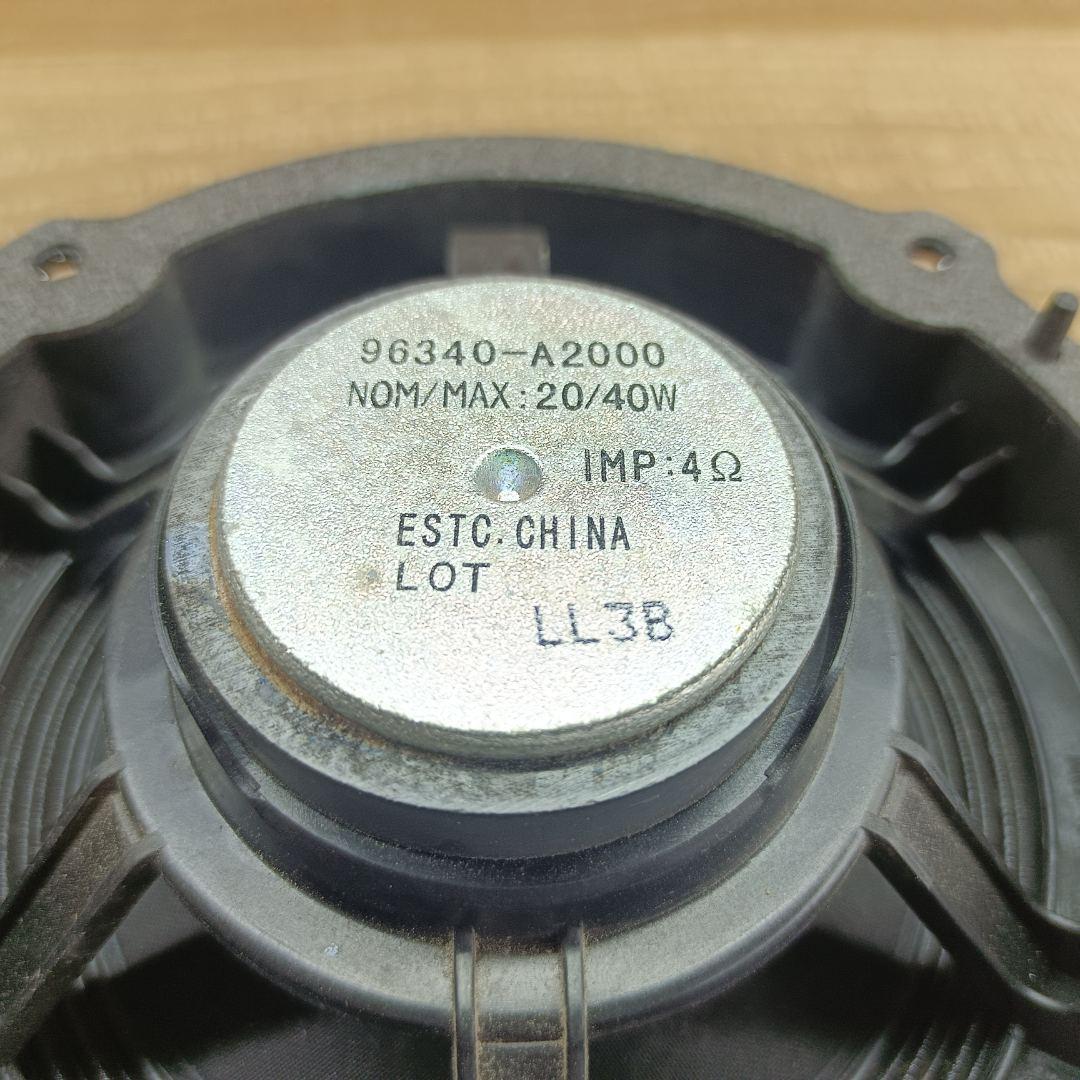 96340-A2000
NOM/MAX:20/40W
IMP:4Ω
ESTC.CHINA
LOT
LL3B